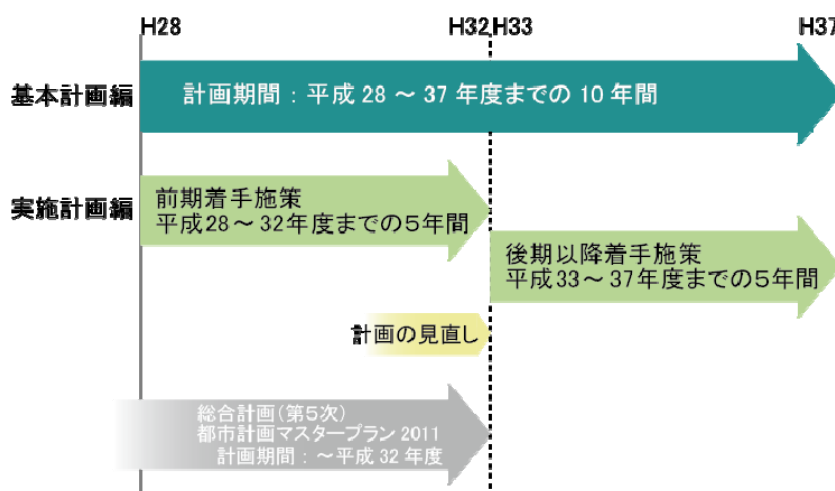 H28 H32 H33 H37
基本計画編
計画期間：平成 28 ～ 37 年度までの 10 年間
実施計画編
前期着手施策
平成28～32年度までの5年間
後期以降着手施策
平成33～37年度までの5年間
計画の見直し
総合計画(第5次)
都市計画マスタープラン 2011
計画期間：～平成 32 年度